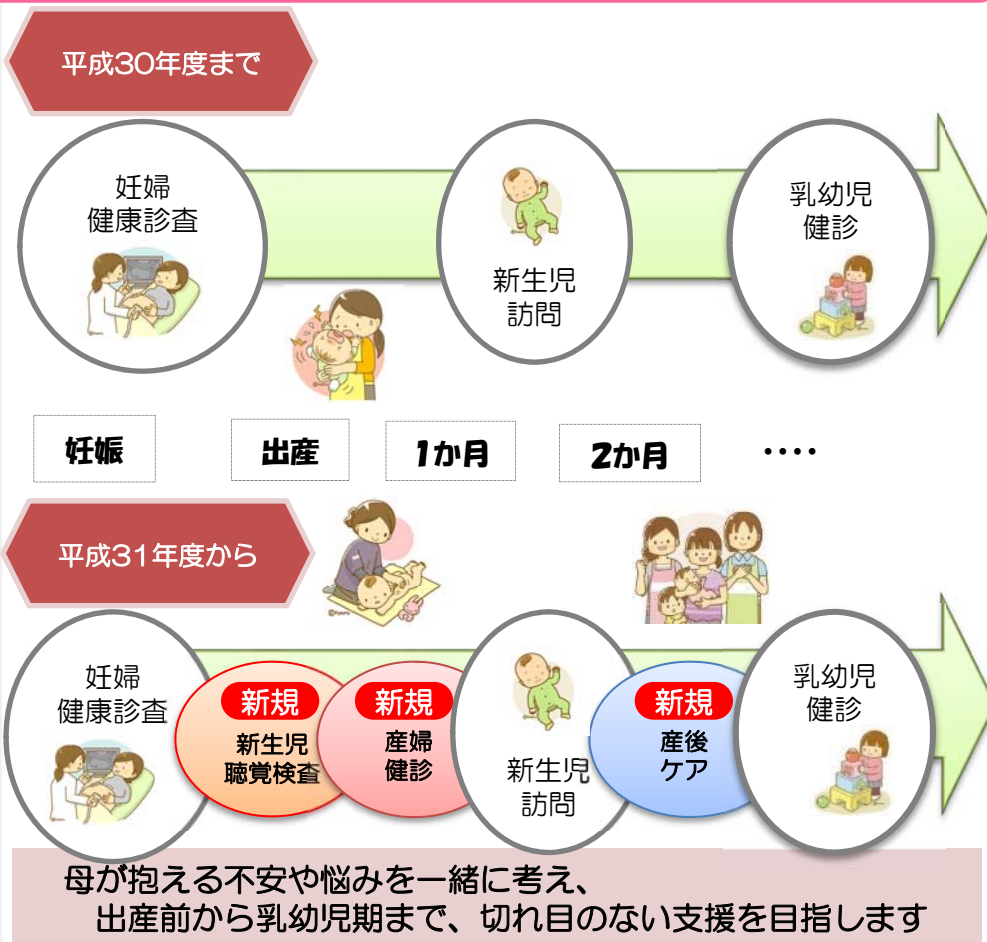 平成30年度まで
妊婦
健康診査
新生児
訪問
乳幼児
健診
妊娠
出産
1か月
2か月
････
平成31年度から
妊婦
健康診査
新規
新生児
聴覚検査
新規
産婦
健診
新生児
訪問
新規
産後
ケア
乳幼児
健診
母が抱える不安や悩みを一緒に考え、
出産前から乳幼児期まで、切れ目のない支援を目指します